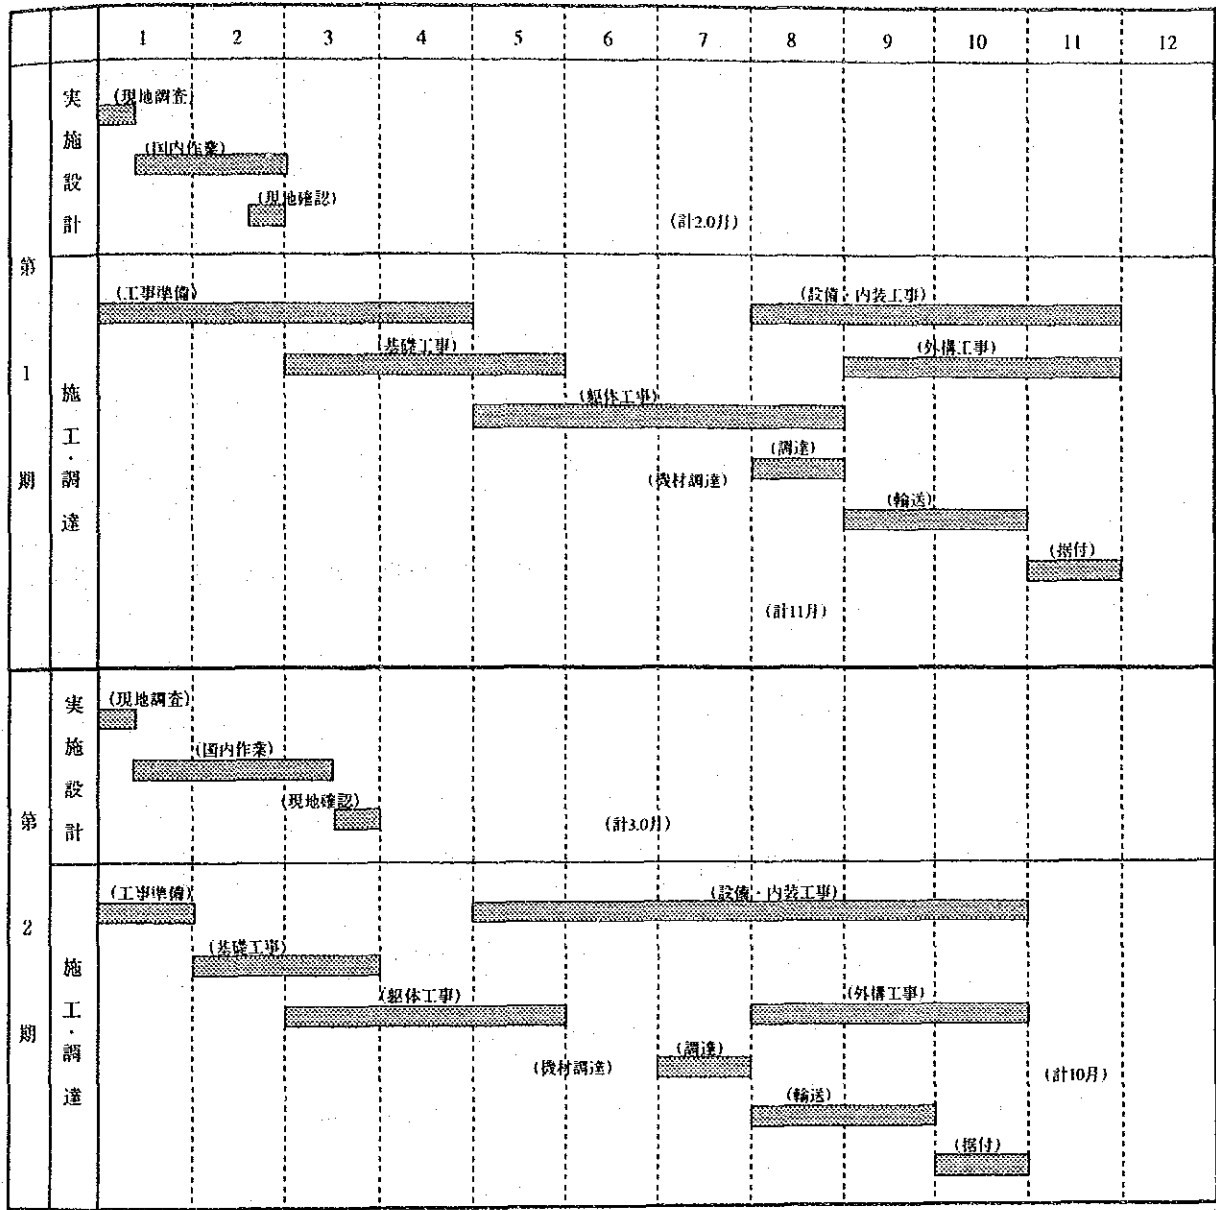 1 2 3 4 5 6 7 8 9 10 11 12
第1期
実施設計
(現地調査)
(国内作業)
(現地確認)
(計2.0月)
施工・調達
(工事準備)
(設備・内装工事)
(基礎工事)
(外構工事)
(躯体工事)
(調達)
(機材調達)
(輸送)
(据付)
(計11月)
第2期
実施設計
(現地調査)
(国内作業)
(現地確認)
(計3.0月)
施工・調達
(工事準備)
(設備・内装工事)
(基礎工事)
(躯体工事)
(外構工事)
(調達)
(機材調達)
(計10月)
(輸送)
(据付)